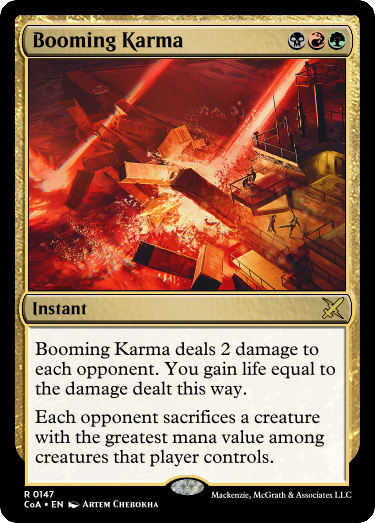 Booming Karma
Instant
Booming Karma deals 2 damage to
each opponent. You gain life equal to
the damage dealt this way.
Each opponent sacrifices a creature
with the greatest mana value among
creatures that player controls.
R 0147
CoA • EN Artem Chebokha
Mackenzie, McGrath & Associates LLC